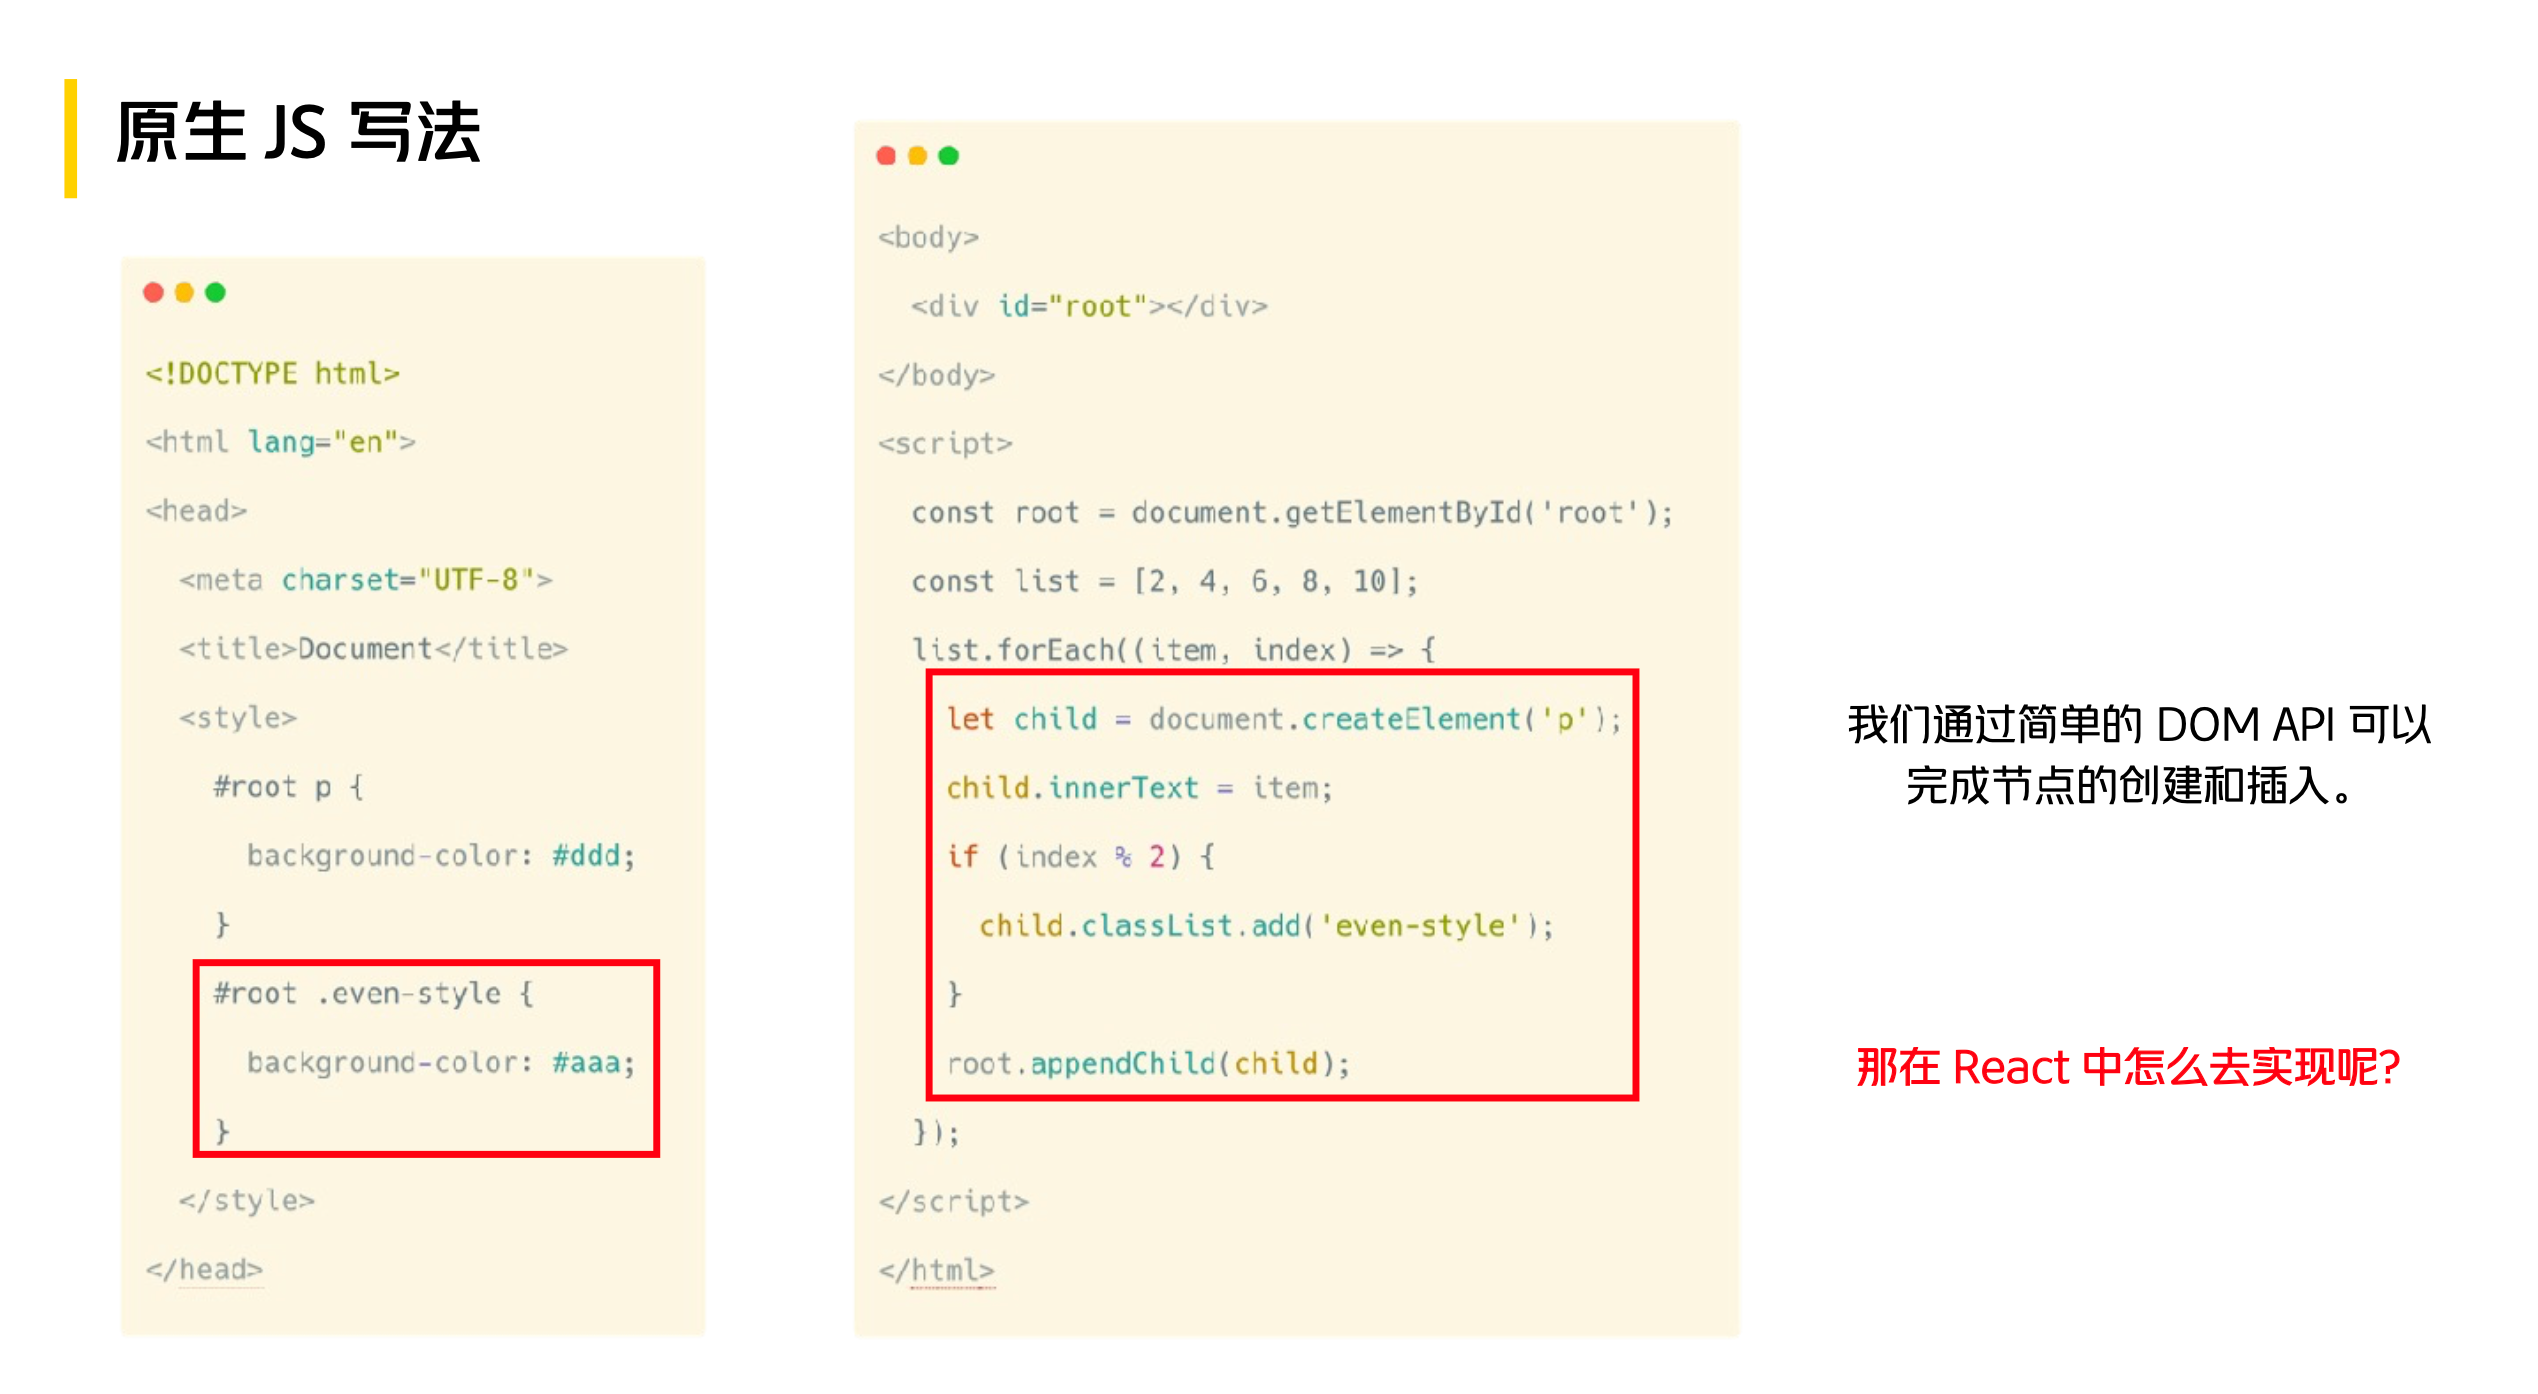 原生 JS 写法
<!DOCTYPE html>
<html lang="en">
<head>
<meta charset="UTF-8">
<title>Document</title>
<style>
#root p {
background-color: #ddd;
}
#root .even-style {
background-color: #aaa;
}
</style>
</head>
<body>
<div id="root"></div>
</body>
<script>
const root = document.getElementById('root');
const list = [2, 4, 6, 8, 10];
list.forEach((item, index) => {
let child = document.createElement('p');
child.innerText = item;
if (index % 2) {
child.classList.add('even-style');
}
root.appendChild(child);
});
</script>
</html>
我们通过简单的 DOM API 可以
完成节点的创建和插入。
那在 React 中怎么去实现呢?